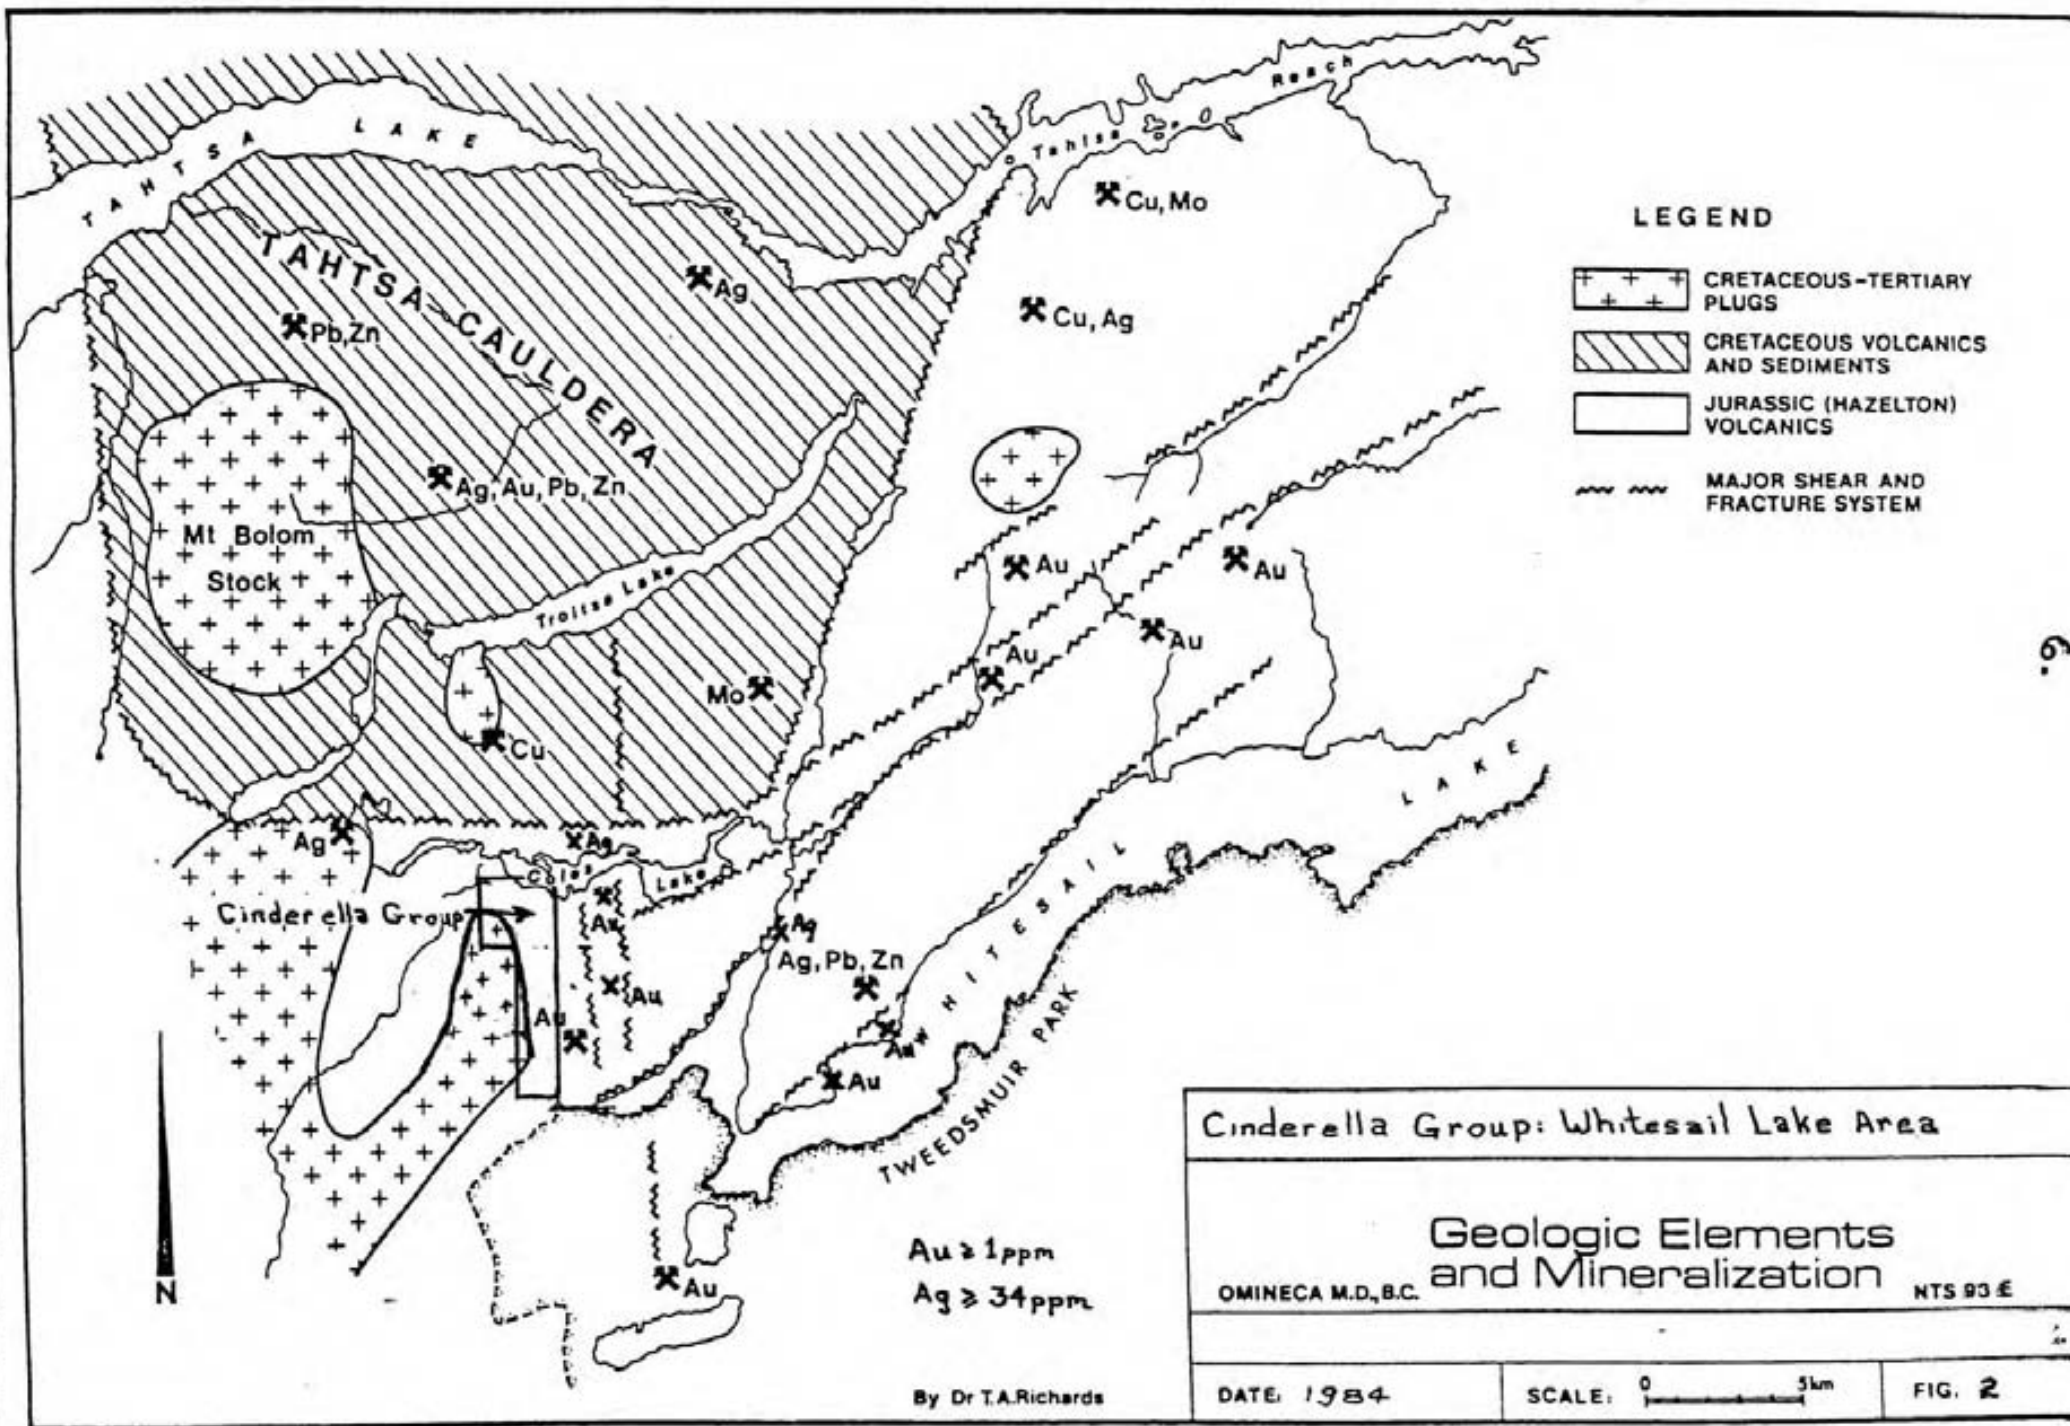 Reach
Tahtsa
TAHTSA LAKE
Cu, Mo
LEGEND
TAHTSA CAULDERA
Ag
Cu, Ag
Pb, Zn
CRETACEOUS-TERTIARY
PLUGS
CRETACEOUS VOLCANICS
AND SEDIMENTS
JURASSIC (HAZELTON)
VOLCANICS
MAJOR SHEAR AND
FRACTURE SYSTEM
Ag, Au, Pb, Zn
Mt Bolom
Stock
Troitsa Lake
Au
Au
Au
Au
Mo
Cu
Ag
Ag
Coles Lake
Cinderella Group
Au
Ag
Ag, Pb, Zn
Au
Au
Au
Au
WHITESAIL LAKE
TWEEDSMUIR PARK
Au
Au ≥ 1ppm
Ag ≥ 34ppm
N
By Dr T.A.Richards
Cinderella Group: Whitesail Lake Area
Geologic Elements
and Mineralization
OMINECA M.D., B.C.
NTS 93 E
DATE: 1984
SCALE: 0 5km
FIG. 2